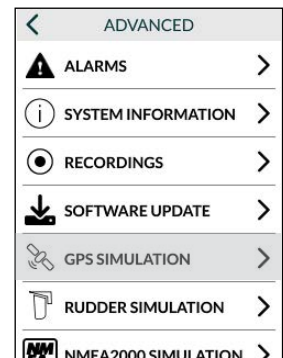 ADVANCED
ALARMS
SYSTEM INFORMATION
RECORDINGS
SOFTWARE UPDATE
GPS SIMULATION
RUDDER SIMULATION
NMEA2000 SIMULATION